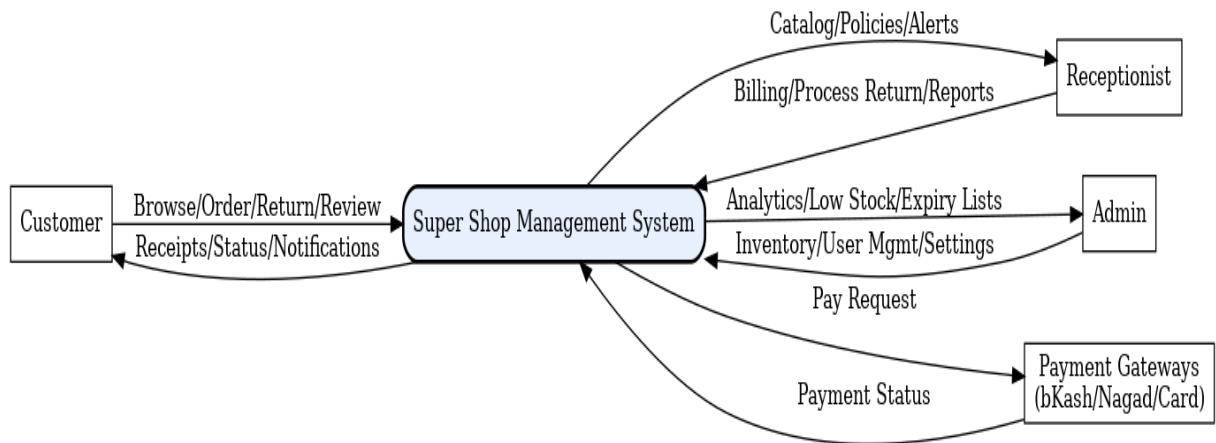 Catalog/Policies/Alerts
Receptionist
Billing/Process Return/Reports
Customer
Browse/Order/Return/Review
Receipts/Status/Notifications
Super Shop Management System
Analytics/Low Stock/Expiry Lists
Admin
Inventory/User Mgmt/Settings
Pay Request
Payment Gateways
(bKash/Nagad/Card)
Payment Status